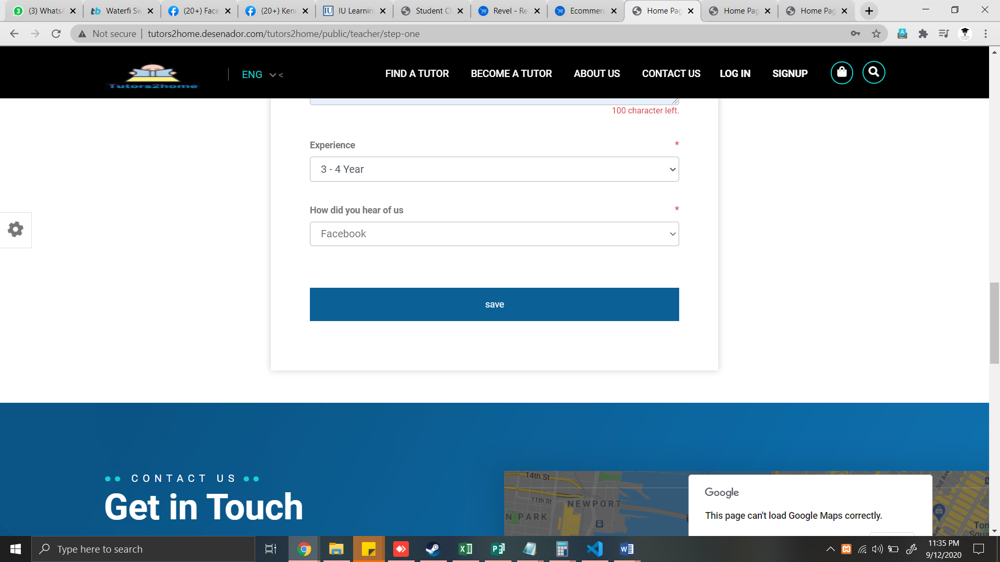 (3) Whats
Waterfi Sw
(20+) Face
(20+) Ken
IU Learnin
Student C
Revel - Re
Ecommerc
Home Pag
Home Pag
Home Pag
Not secure
tutors2home.desenador.com/tutors2home/public/teacher/step-one
Tutors2home
ENG
<
FIND A TUTOR
BECOME A TUTOR
ABOUT US
CONTACT US
LOG IN
SIGNUP
100 character left.
Experience *
3 - 4 Year
How did you hear of us *
Facebook
save
CONTACT US
Get in Touch
14th St
11th St
NEWPORT
N PARK
3rd Ave
Ave
Tom
Squa
Google
This page can't load Google Maps correctly.
Type here to search
11:35 PM
9/12/2020